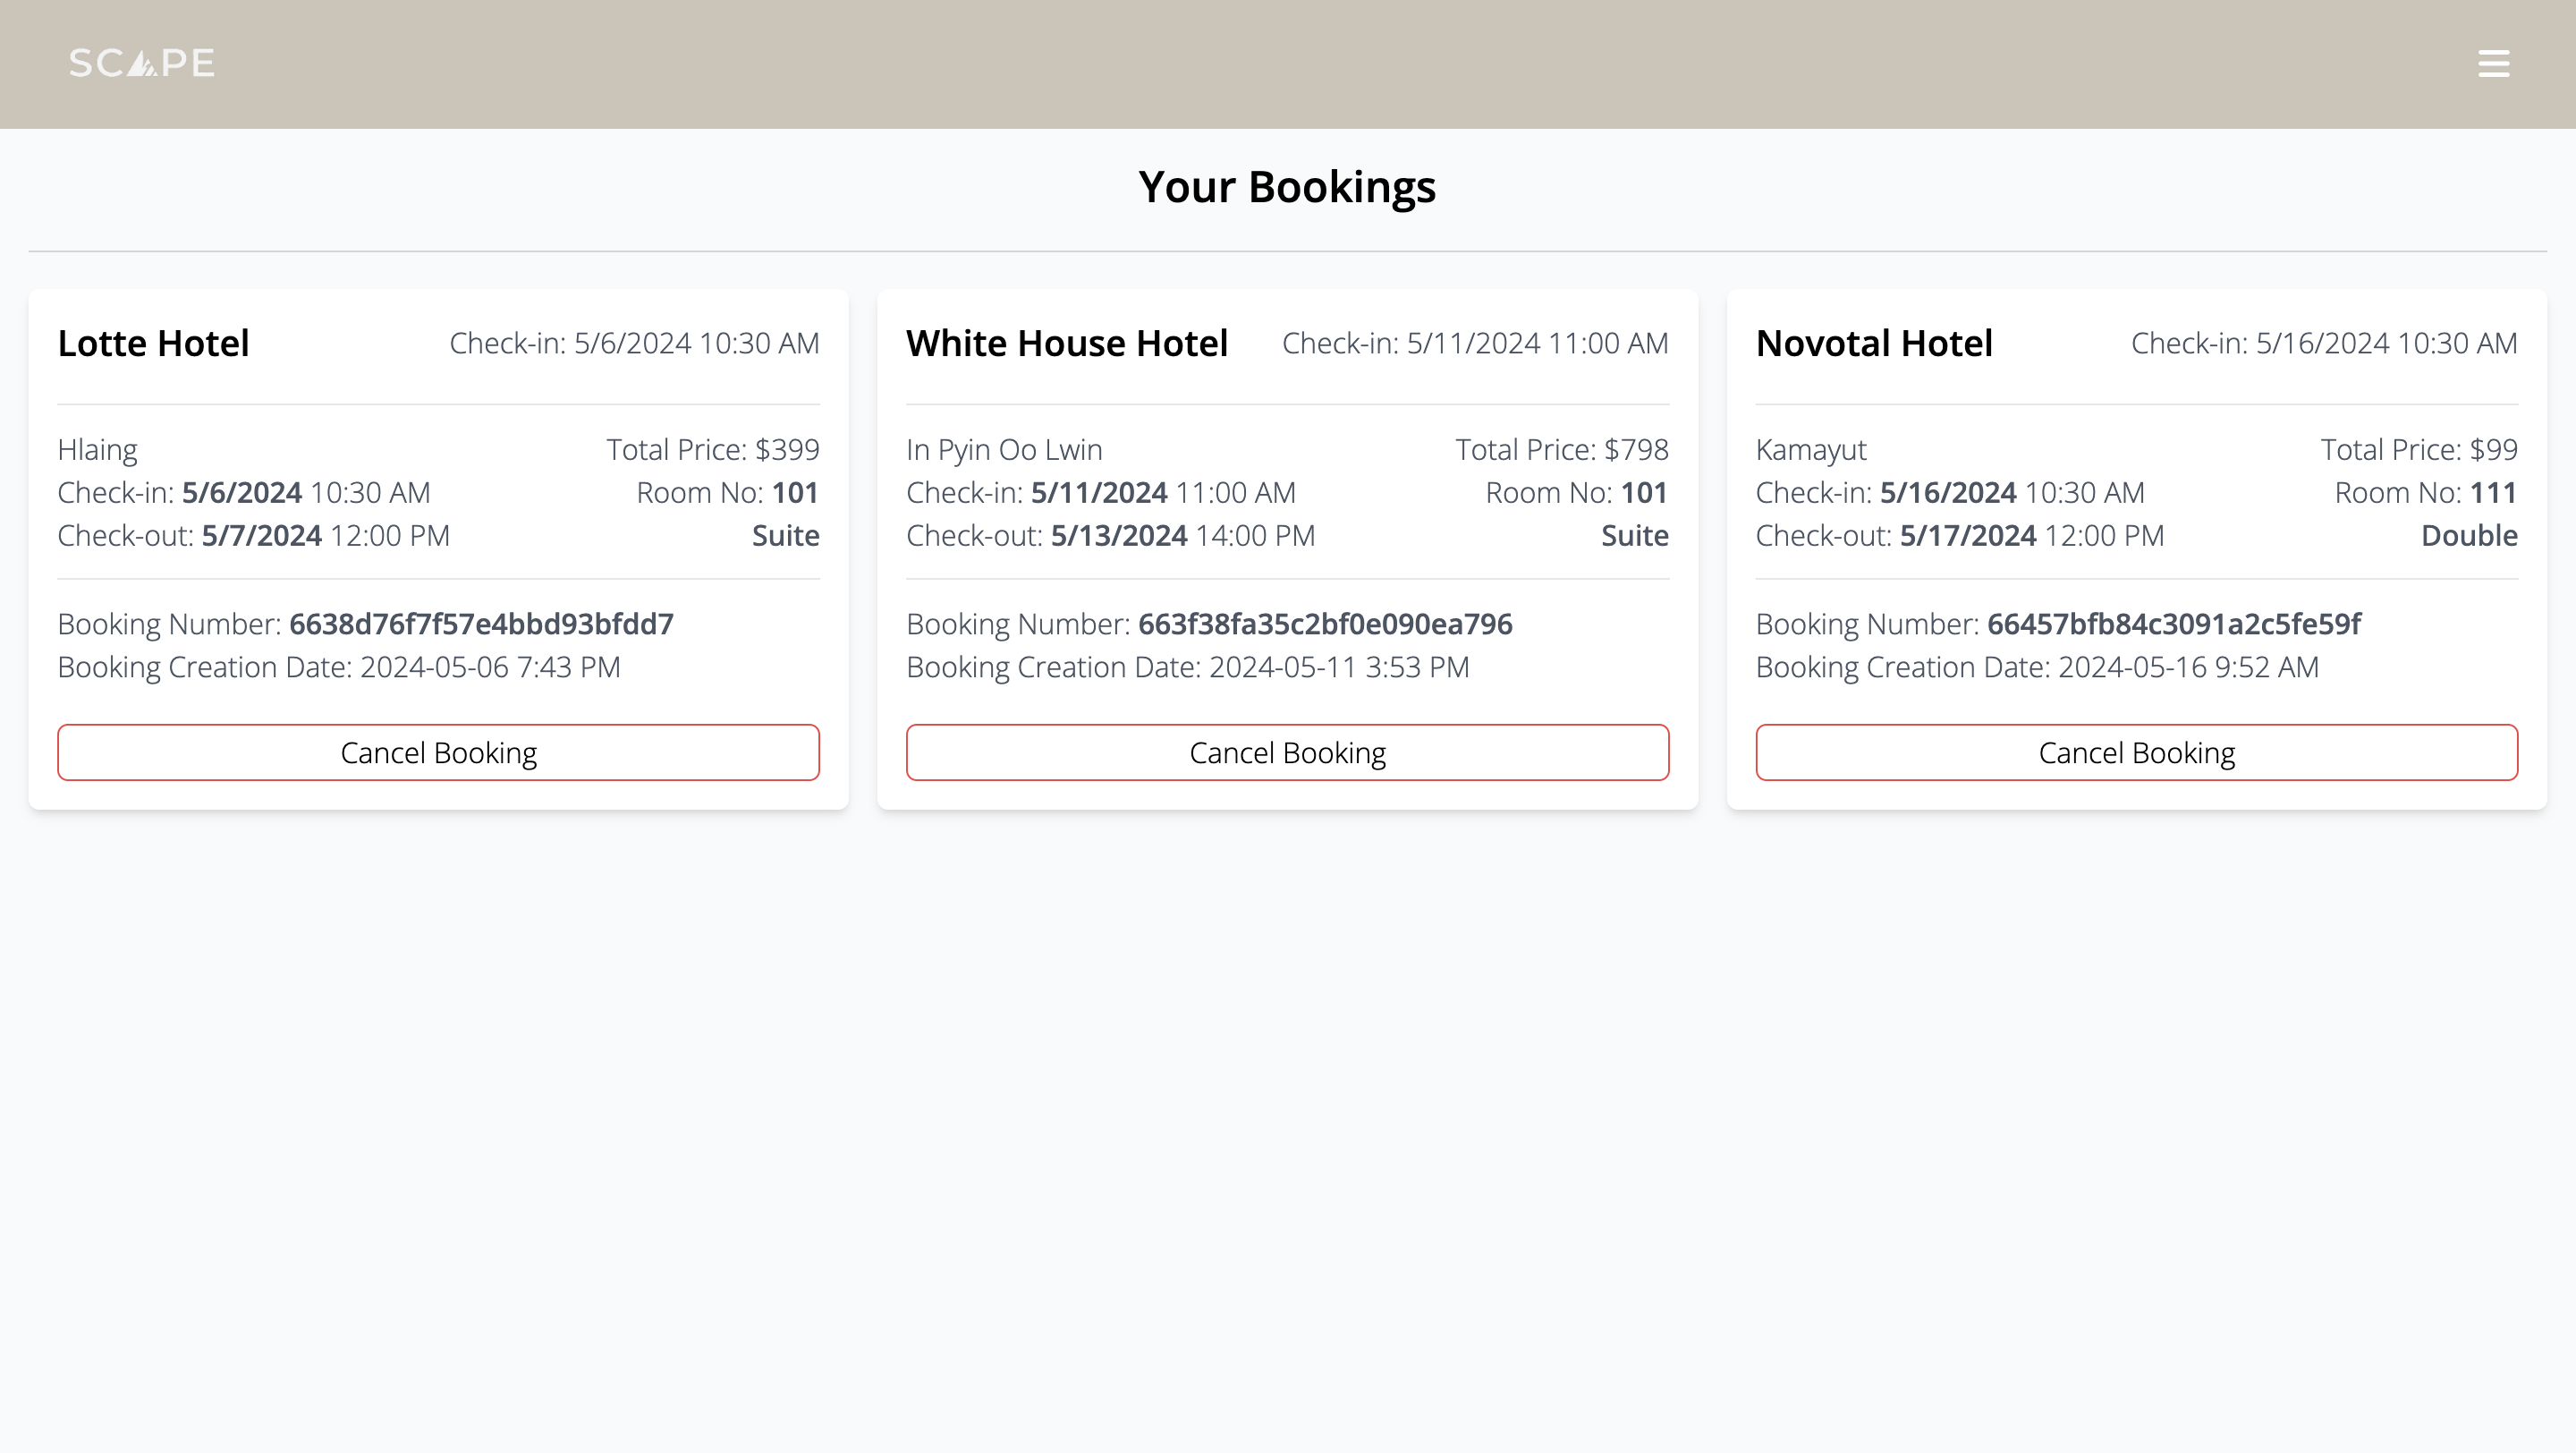 SCAPE
Your Bookings
Lotte Hotel Check-in: 5/6/2024 10:30 AM
Hlaing Total Price: $399
Check-in: 5/6/2024 10:30 AM Room No: 101
Check-out: 5/7/2024 12:00 PM Suite
Booking Number: 6638d76f7f57e4bbd93bfdd7
Booking Creation Date: 2024-05-06 7:43 PM
Cancel Booking
White House Hotel Check-in: 5/11/2024 11:00 AM
In Pyin Oo Lwin Total Price: $798
Check-in: 5/11/2024 11:00 AM Room No: 101
Check-out: 5/13/2024 14:00 PM Suite
Booking Number: 663f38fa35c2bf0e090ea796
Booking Creation Date: 2024-05-11 3:53 PM
Cancel Booking
Novotal Hotel Check-in: 5/16/2024 10:30 AM
Kamayut Total Price: $99
Check-in: 5/16/2024 10:30 AM Room No: 111
Check-out: 5/17/2024 12:00 PM Double
Booking Number: 66457bfb84c3091a2c5fe59f
Booking Creation Date: 2024-05-16 9:52 AM
Cancel Booking